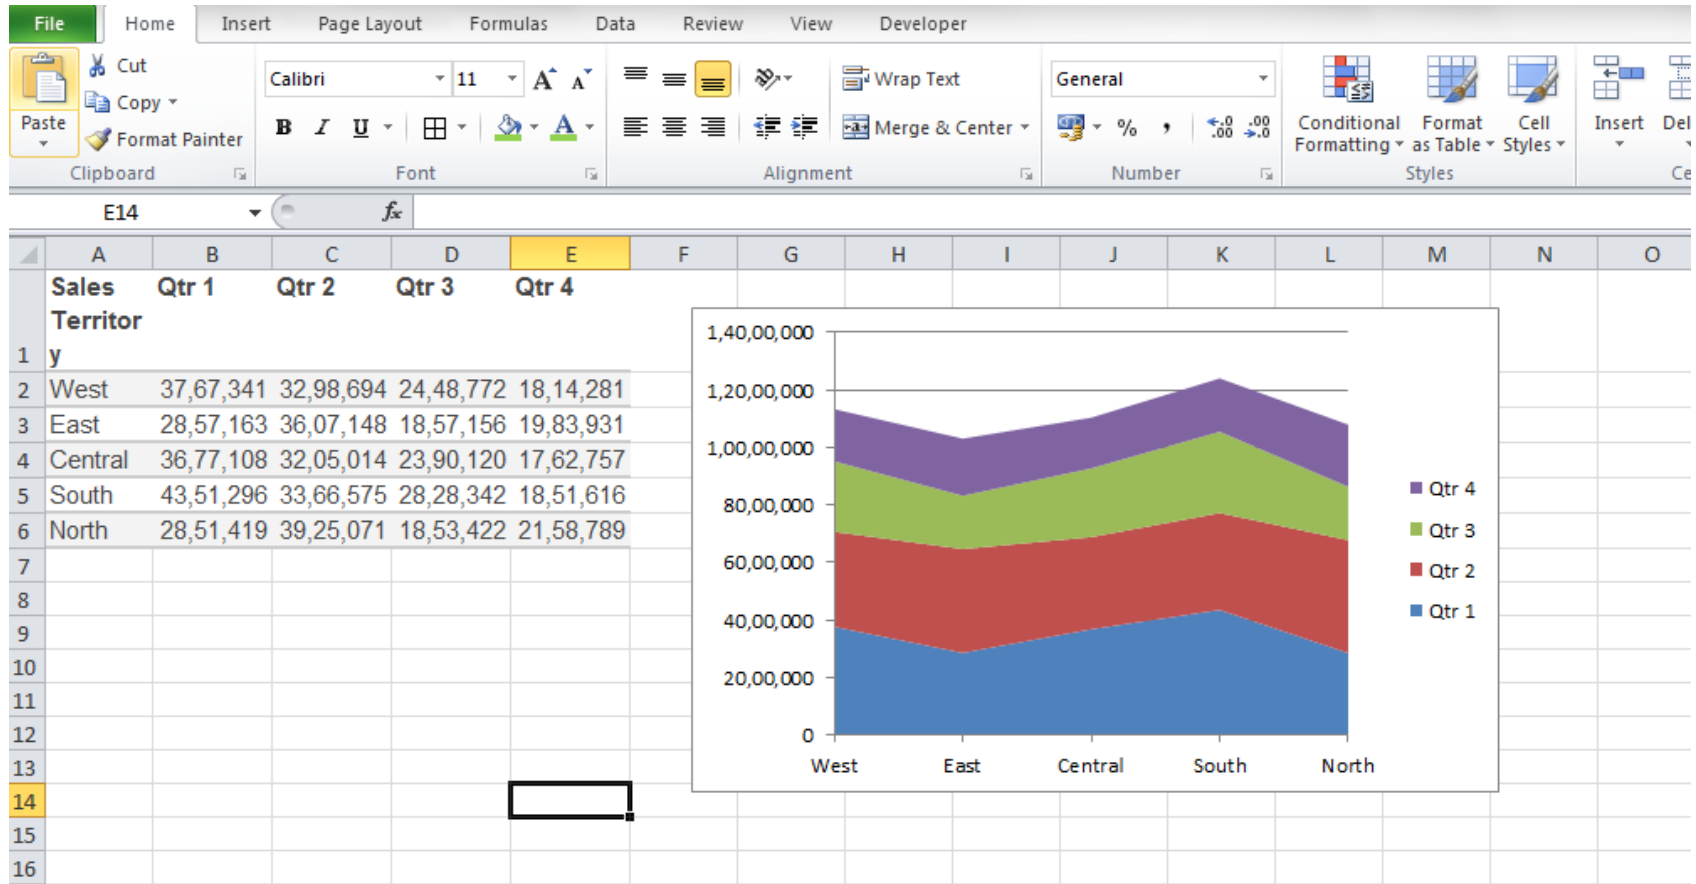 File Home Insert Page Layout Formulas Data Review View Developer
Cut
Calibri 11 A A Wrap Text General
Copy
Paste
Conditional Format Cell Insert
B I U A Merge & Center % , .0 .00 .00 .0
Format Painter
Formatting as Table Styles
Clipboard Font Alignment Number Styles
E14 fx
A B C D E F G H I J K L M N O
Sales Qtr 1 Qtr 2 Qtr 3 Qtr 4
Territor
1 y
2 West 37,67,341 32,98,694 24,48,772 18,14,281
3 East 28,57,163 36,07,148 18,57,156 19,83,931
4 Central 36,77,108 32,05,014 23,90,120 17,62,757
5 South 43,51,296 33,66,575 28,28,342 18,51,616
6 North 28,51,419 39,25,071 18,53,422 21,58,789
7
8
9
10
11
12
13
14
15
16
1,40,00,000
1,20,00,000
1,00,00,000
80,00,000
60,00,000
40,00,000
20,00,000
0
West East Central South North
Qtr 4
Qtr 3
Qtr 2
Qtr 1